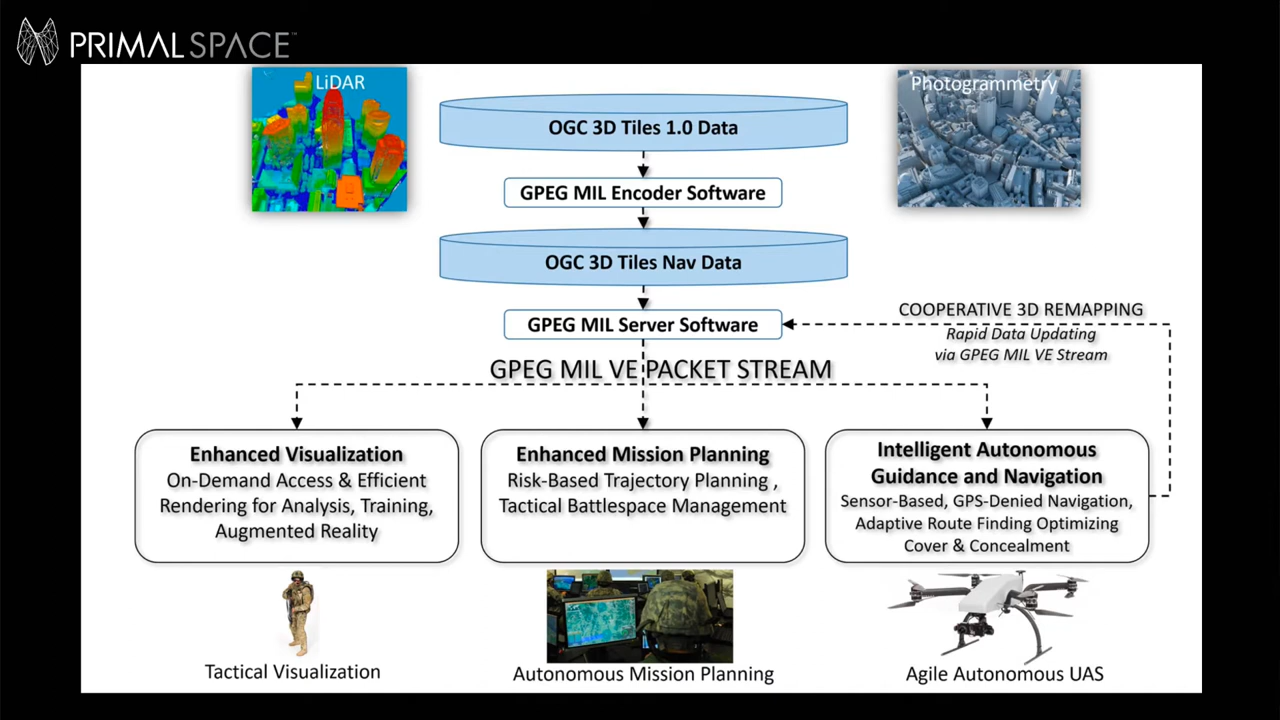 PRIMAL SPACE™
LiDAR
Photogrammetry
OGC 3D Tiles 1.0 Data
GPEG MIL Encoder Software
OGC 3D Tiles Nav Data
GPEG MIL Server Software
COOPERATIVE 3D REMAPPING
Rapid Data Updating
via GPEG MIL VE Stream
GPEG MIL VE PACKET STREAM
Enhanced Visualization
On-Demand Access & Efficient
Rendering for Analysis, Training,
Augmented Reality
Enhanced Mission Planning
Risk-Based Trajectory Planning ,
Tactical Battlespace Management
Intelligent Autonomous
Guidance and Navigation
Sensor-Based, GPS-Denied Navigation,
Adaptive Route Finding Optimizing
Cover & Concealment
Tactical Visualization
Autonomous Mission Planning
Agile Autonomous UAS